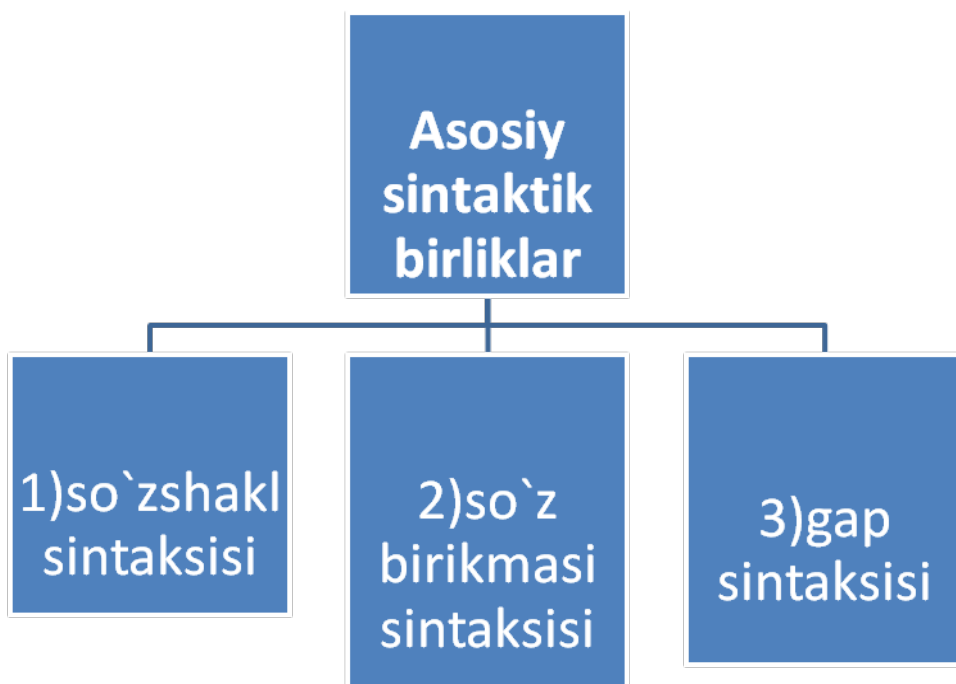 Asosiy
sintaktik
birliklar
1)so`zshakl
sintaksisi
2)so`z
birikmasi
sintaksisi
3)gap
sintaksisi